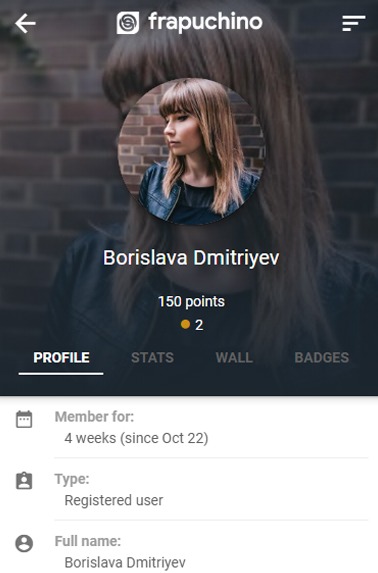 frapuchino
Borislava Dmitriyev
150 points
2
PROFILE STATS WALL BADGES
Member for:
4 weeks (since Oct 22)
Type:
Registered user
Full name:
Borislava Dmitriyev